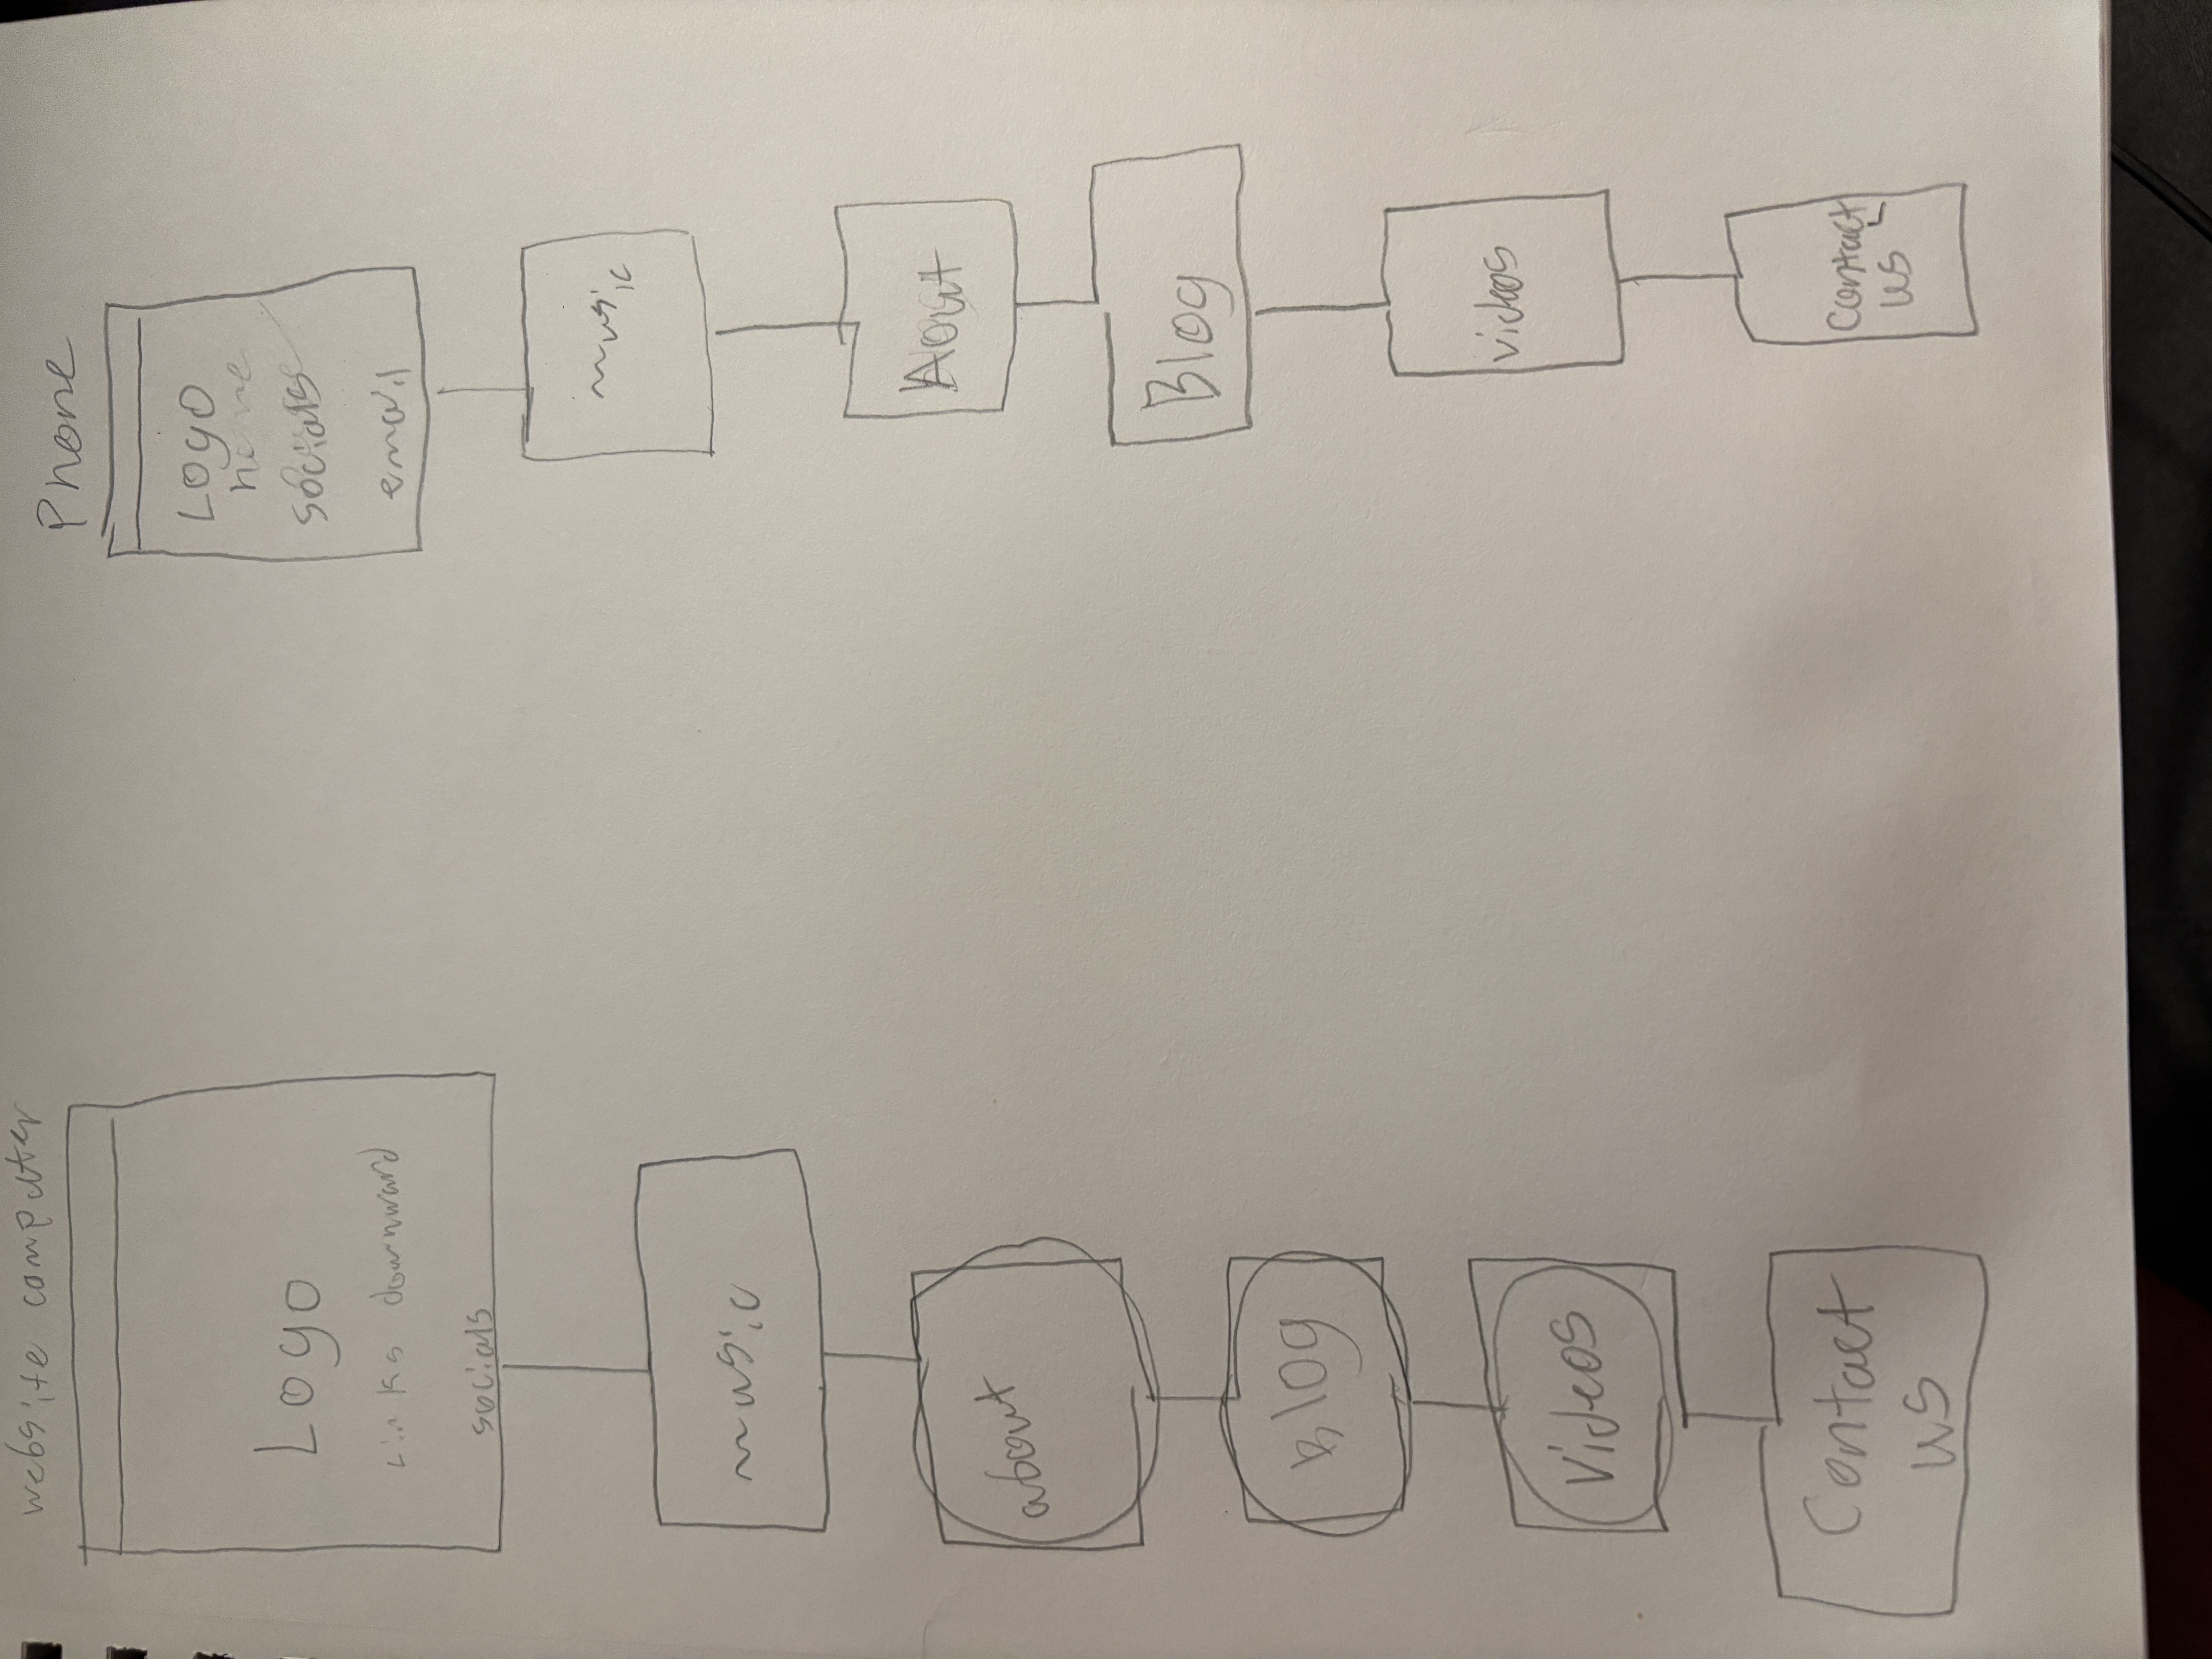 website computer
Logo
Links downward
socials
music
about
Blog
Videos
Contact
us
Phone
Logo
home
socials
email
music
Aout
Blog
videos
Contact
us